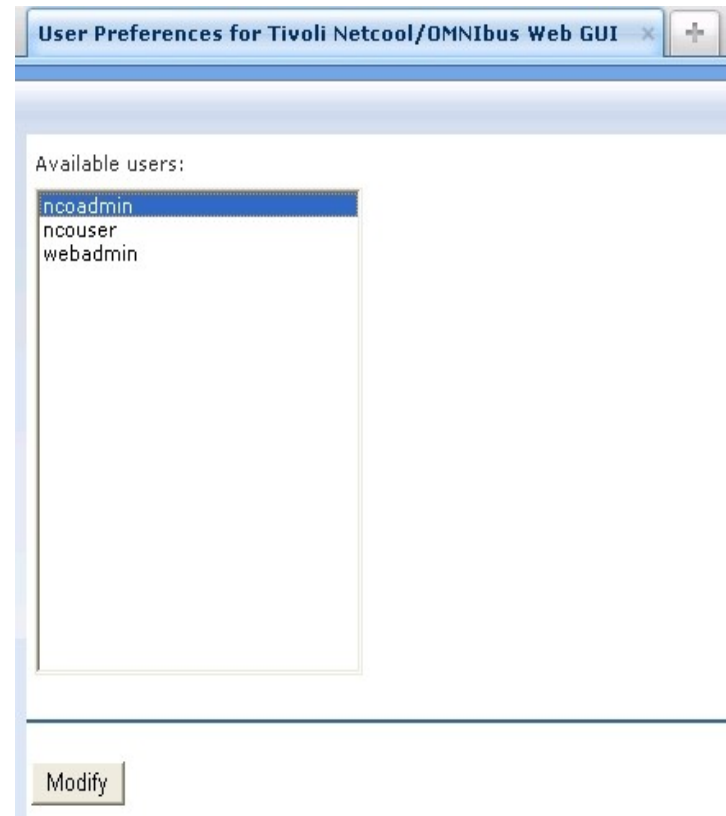 User Preferences for Tivoli Netcool/OMNIbus Web GUI
Available users:
ncoadmin
ncouser
webadmin
Modify